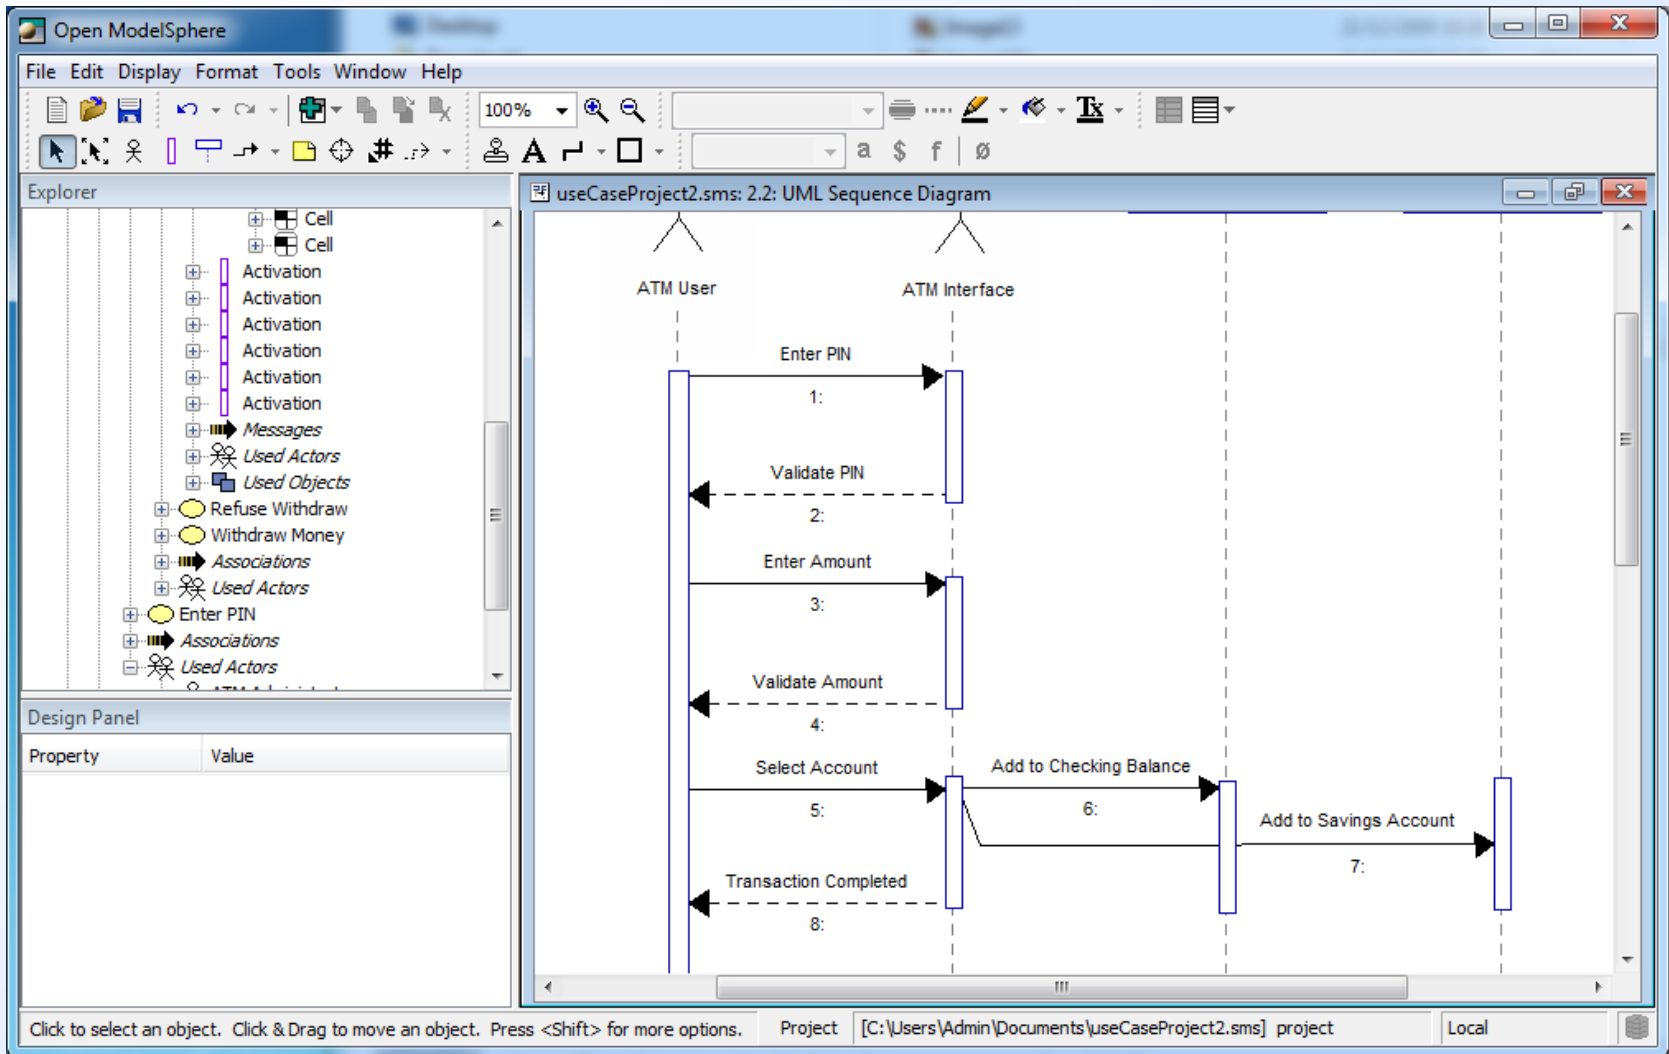 Open ModelSphere
File Edit Display Format Tools Window Help
100%
Tx
A a $ f ø
Explorer
Cell
Cell
Activation
Activation
Activation
Activation
Activation
Activation
Messages
Used Actors
Used Objects
Refuse Withdraw
Withdraw Money
Associations
Used Actors
Enter PIN
Associations
Used Actors
Design Panel
Property Value
useCaseProject2.sms: 2.2: UML Sequence Diagram
ATM User
ATM Interface
Enter PIN
1:
Validate PIN
2:
Enter Amount
3:
Validate Amount
4:
Select Account
5:
Add to Checking Balance
6:
Add to Savings Account
7:
Transaction Completed
8:
Click to select an object. Click & Drag to move an object. Press <Shift> for more options. Project [C:\Users\Admin\Documents\useCaseProject2.sms] project Local